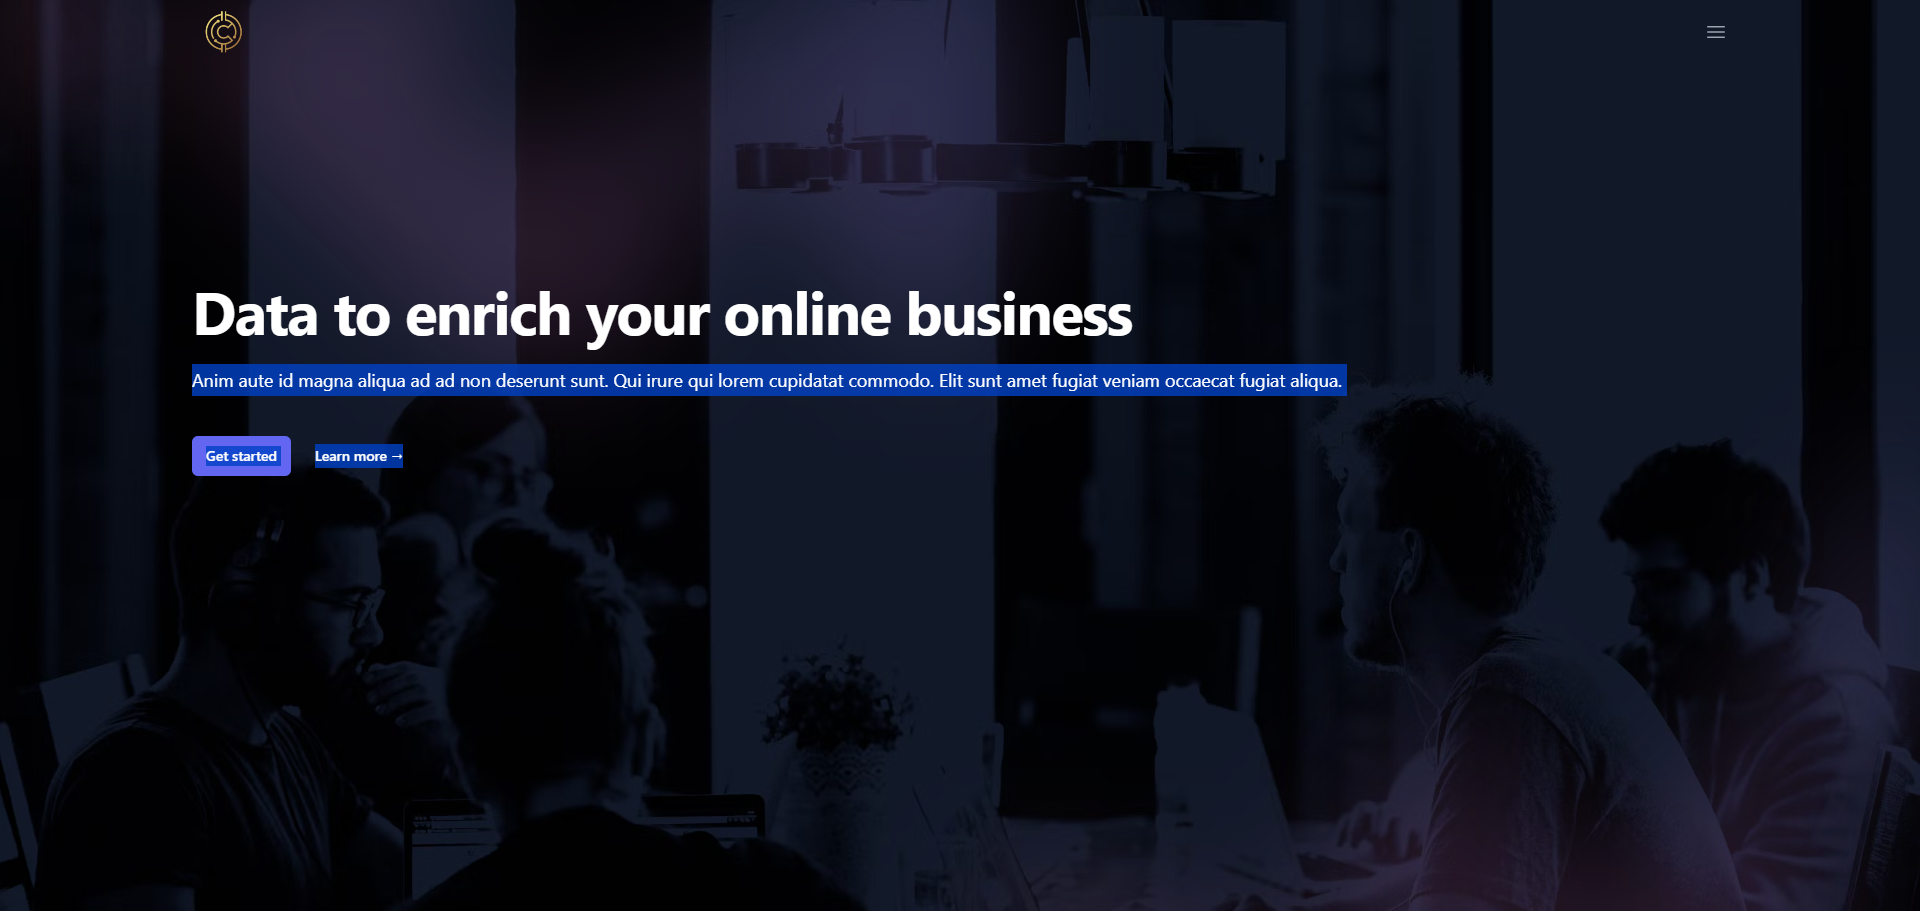 Data to enrich your online business
Anim aute id magna aliqua ad ad non deserunt sunt. Qui irure qui lorem cupidatat commodo. Elit sunt amet fugiat veniam occaecat fugiat aliqua.
Get started
Learn more →